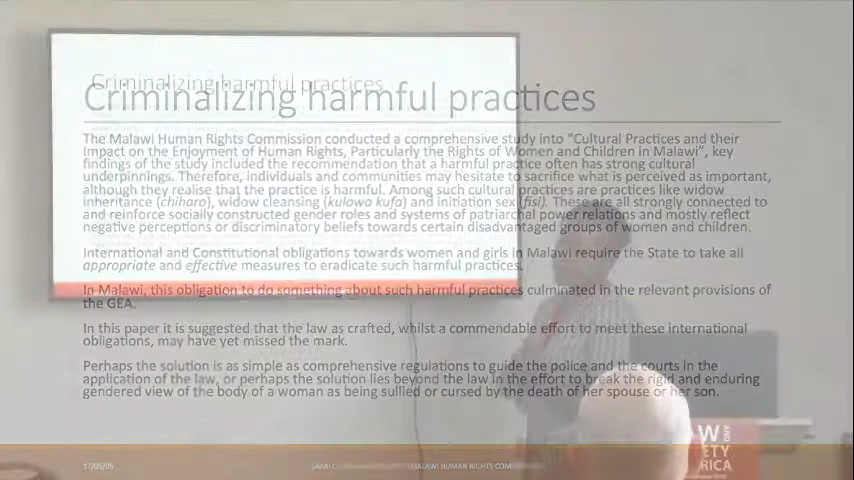 Criminalizing harmful practices
Criminalizing harmful practices
The Malawi Human Rights Commission conducted a comprehensive study into “Cultural Practices and their
Impact on the Enjoyment of Human Rights, Particularly the Rights of Women and Children in Malawi”, key
findings of the study included the recommendation that a harmful practice often has strong cultural
underpinnings. Therefore, individuals and communities may hesitate to sacrifice what is perceived as important,
although they realise that the practice is harmful. Among such cultural practices are practices like widow
inheritance (chiharo), widow cleansing (kulowa kufa) and initiation sex (fisi). These are all strongly connected to
and reinforce socially constructed gender roles and systems of patriarchal power relations and mostly reflect
negative perceptions or discriminatory beliefs towards certain disadvantaged groups of women and children.
International and Constitutional obligations towards women and girls in Malawi require the State to take all
appropriate and effective measures to eradicate such harmful practices.
In Malawi, this obligation to do something about such harmful practices culminated in the relevant provisions of
the GEA.
In this paper it is suggested that the law as crafted, whilst a commendable effort to meet these international
obligations, may have yet missed the mark.
Perhaps the solution is as simple as comprehensive regulations to guide the police and the courts in the
application of the law, or perhaps the solution lies beyond the law in the effort to break the rigid and enduring
gendered view of the body of a woman as being sullied or cursed by the death of her spouse or her son.
17/05/05
MALAWI HUMAN RIGHTS COM
W AND
ETY
RICA